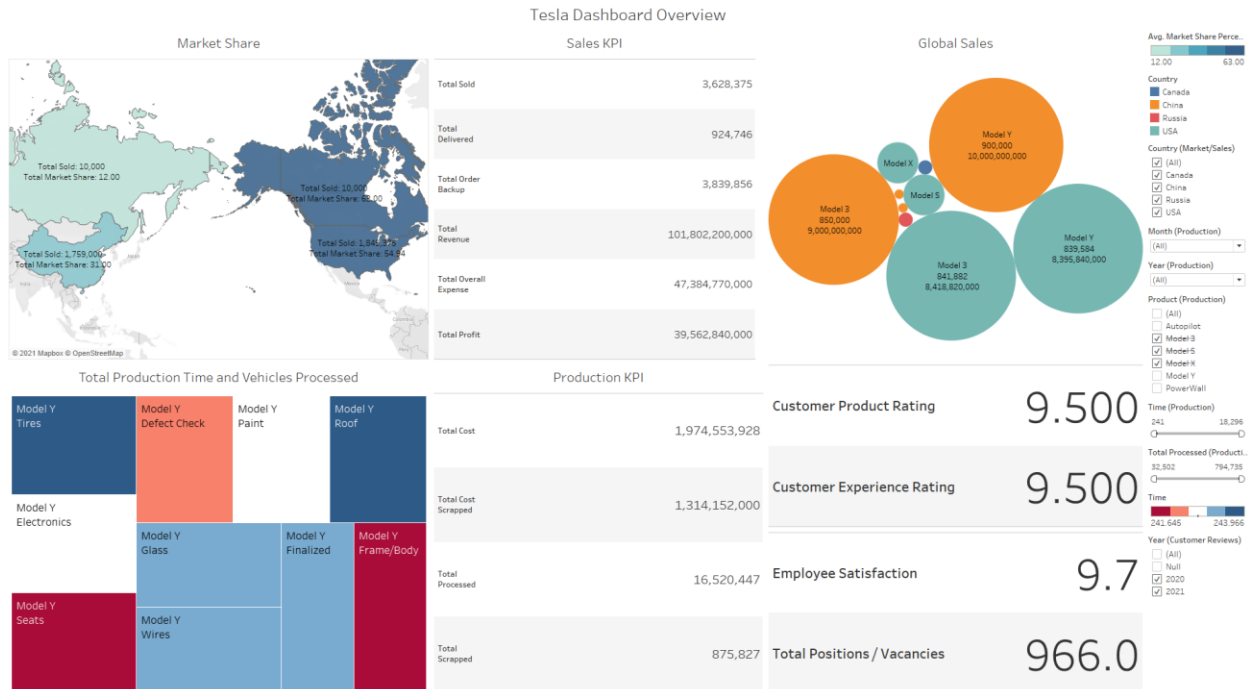 Tesla Dashboard Overview
Market Share
Total Sold: 10,000
Total Market Share: 12.00
Total Sold: 10,000
Total Market Share: 63.00
Total Sold: 1,759,000
Total Market Share: 31.00
Total Sold:
Total Market Share: 54.94
© 2021 Mapbox © OpenStreetMap
Sales KPI
Total Sold
3,628,375
Total
Delivered
924,746
Total Order
Backup
3,839,856
Total
Revenue
101,802,200,000
Total Overall
Expense
47,384,770,000
Total Profit
39,562,840,000
Global Sales
Model Y
900,000
10,000,000,000
Model X
Model S
Model 3
850,000
9,000,000,000
Model Y
839,584
8,395,840,000
Model 3
841,882
8,418,820,000
Total Production Time and Vehicles Processed
Model Y
Tires
Model Y
Defect Check
Model Y
Paint
Model Y
Roof
Model Y
Electronics
Model Y
Glass
Model Y
Finalized
Model Y
Frame/Body
Model Y
Seats
Model Y
Wires
Production KPI
Total Cost
1,974,553,928
Total Cost
Scrapped
1,314,152,000
Total
Processed
16,520,447
Total
Scrapped
875,827
Customer Product Rating
9.500
Customer Experience Rating
9.500
Employee Satisfaction
9.7
Total Positions / Vacancies
966.0
Avg. Market Share Perce..
12.00
63.00
Country
Canada
China
Russia
USA
Country (Market/Sales)
(All)
Canada
China
Russia
USA
Month (Production)
(All)
Year (Production)
(All)
Product (Production)
(All)
Autopilot
Model 3
Model S
Model X
Model Y
PowerWall
Time (Production)
241
18,296
Total Processed (Producti..
32,502
794,735
Time
241.645
243.966
Year (Customer Reviews)
(All)
Null
2020
2021